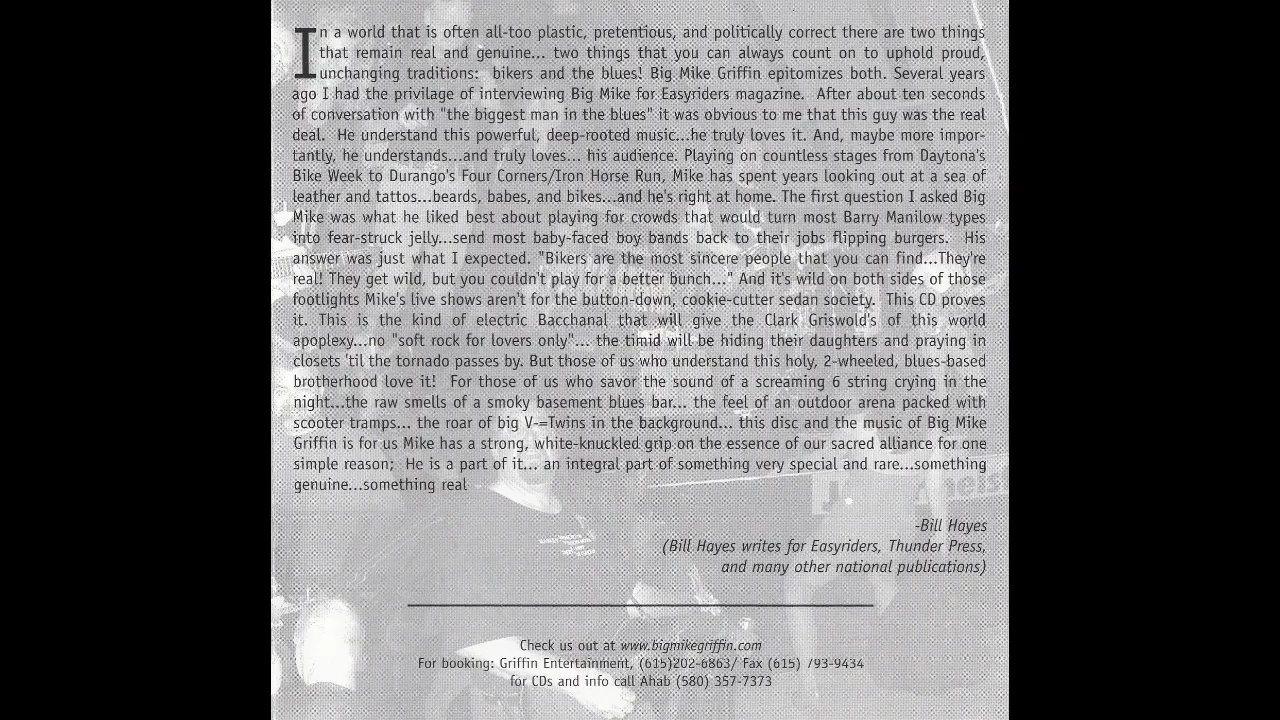 In a world that is often all-too plastic, pretentious, and politically correct there are two things
that remain real and genuine... two things that you can always count on to uphold proud,
unchanging traditions:  bikers and the blues! Big Mike Griffin epitomizes both. Several years
ago I had the privilage of interviewing Big Mike for Easyriders magazine.  After about ten seconds
of conversation with "the biggest man in the blues" it was obvious to me that this guy was the real
deal.  He understand this powerful, deep-rooted music...he truly loves it. And, maybe more impor-
tantly, he understands...and truly loves... his audience. Playing on countless stages from Daytona's
Bike Week to Durango's Four Corners/Iron Horse Run, Mike has spent years looking out at a sea of
leather and tattos...beards, babes, and bikes...and he's right at home. The first question I asked Big
Mike was what he liked best about playing for crowds that would turn most Barry Manilow types
into fear-struck jelly...send most baby-faced boy bands back to their jobs flipping burgers.  His
answer was just what I expected. "Bikers are the most sincere people that you can find...They're
real! They get wild, but you couldn't play for a better bunch..." And it's wild on both sides of those
footlights Mike's live shows aren't for the button-down, cookie-cutter sedan society.  This CD proves
it. This is the kind of electric Bacchanal that will give the Clark Griswold's of this world
apoplexy...no "soft rock for lovers only"... the timid will be hiding their daughters and praying in
closets 'til the tornado passes by. But those of us who understand this holy, 2-wheeled, blues-based
brotherhood love it!  For those of us who savor the sound of a screaming 6 string crying in the
night...the raw smells of a smoky basement blues bar... the feel of an outdoor arena packed with
scooter tramps... the roar of big V-=Twins in the background... this disc and the music of Big Mike
Griffin is for us Mike has a strong, white-knuckled grip on the essence of our sacred alliance for one
simple reason;  He is a part of it... an integral part of something very special and rare...something
genuine...something real
-Bill Hayes
(Bill Hayes writes for Easyriders, Thunder Press,
and many other national publications)
Check us out at www.bigmikegriffin.com
For booking: Griffin Entertainment, (615)202-6863/ Fax (615) 793-9434
for CDs and info call Ahab (580) 357-7373